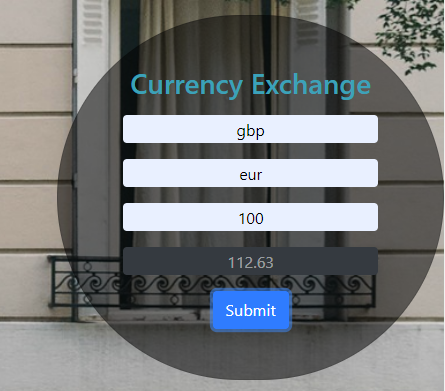 Currency Exchange
gbp
eur
100
112.63
Submit